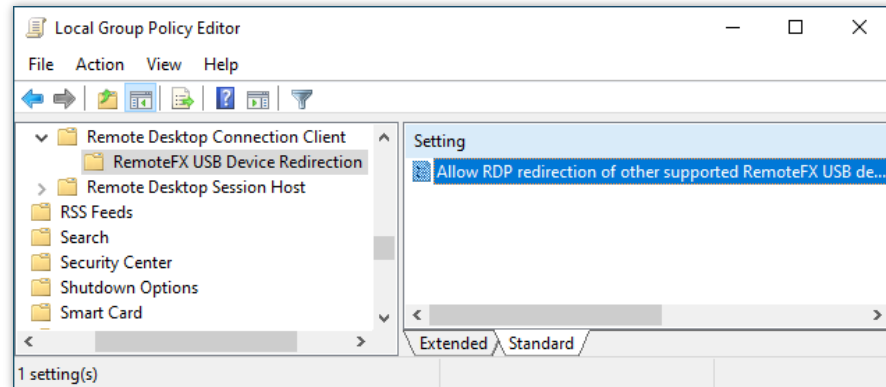 Local Group Policy Editor
File Action View Help
Remote Desktop Connection Client
RemoteFX USB Device Redirection
Remote Desktop Session Host
RSS Feeds
Search
Security Center
Shutdown Options
Smart Card
Setting
Allow RDP redirection of other supported RemoteFX USB de...
Extended Standard
1 setting(s)